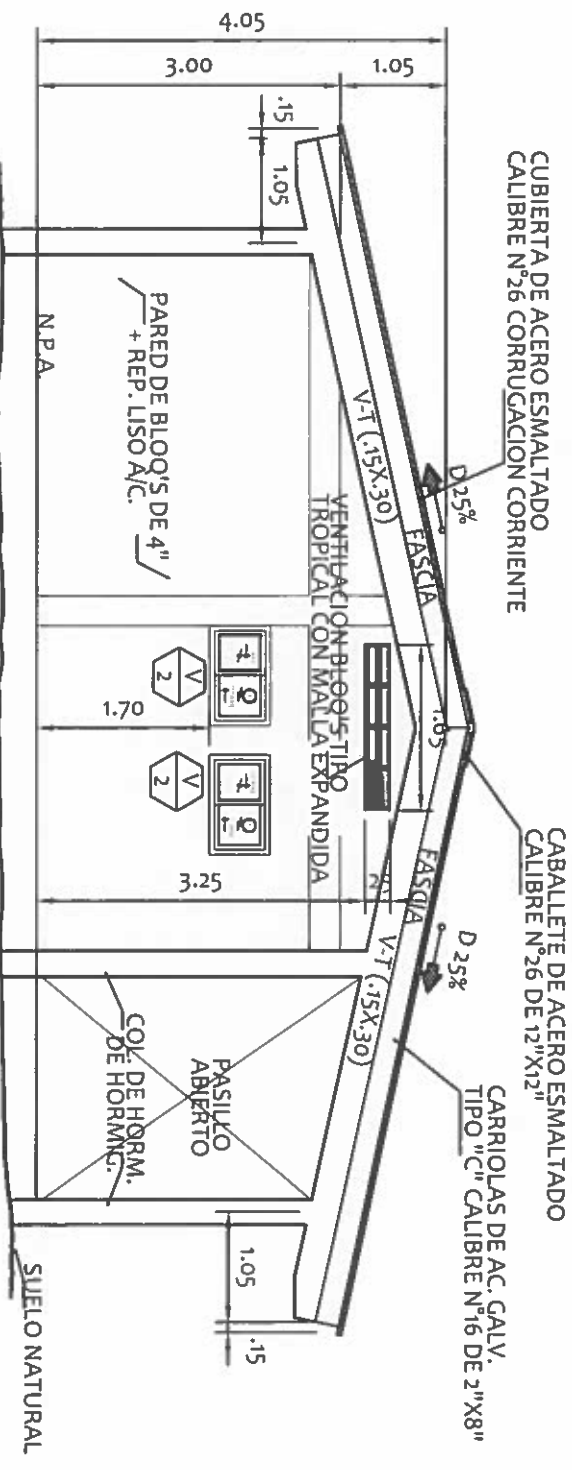 CUBIERTA DE ACERO ESMALTADO
CALIBRE N°26 CORRUGACION CORRIENTE
CABALLETE DE ACERO ESMALTADO
CALIBRE N°26 DE 12"X12"
CARRIOLAS DE AC. GALV.
TIPO "C" CALIBRE N°16 DE 2"X8"
4.05
3.00
1.05
.15
1.05
D 25%
D 25%
FASCIA
FASCIA
V-T (.15X.30)
V-T (.15X.30)
VENTILACION BLOQ'S TIPO
TROPICAL CON MALLA EXPANDIDA
PARED DE BLOQ'S DE 4"
+ REP. LISO A/C.
N.P.A.
V
2
V
2
1.70
3.25
PASILLO
ABIERTO
COL. DE HORM.
DE HORMIG.
1.05
.15
SUELO NATURAL